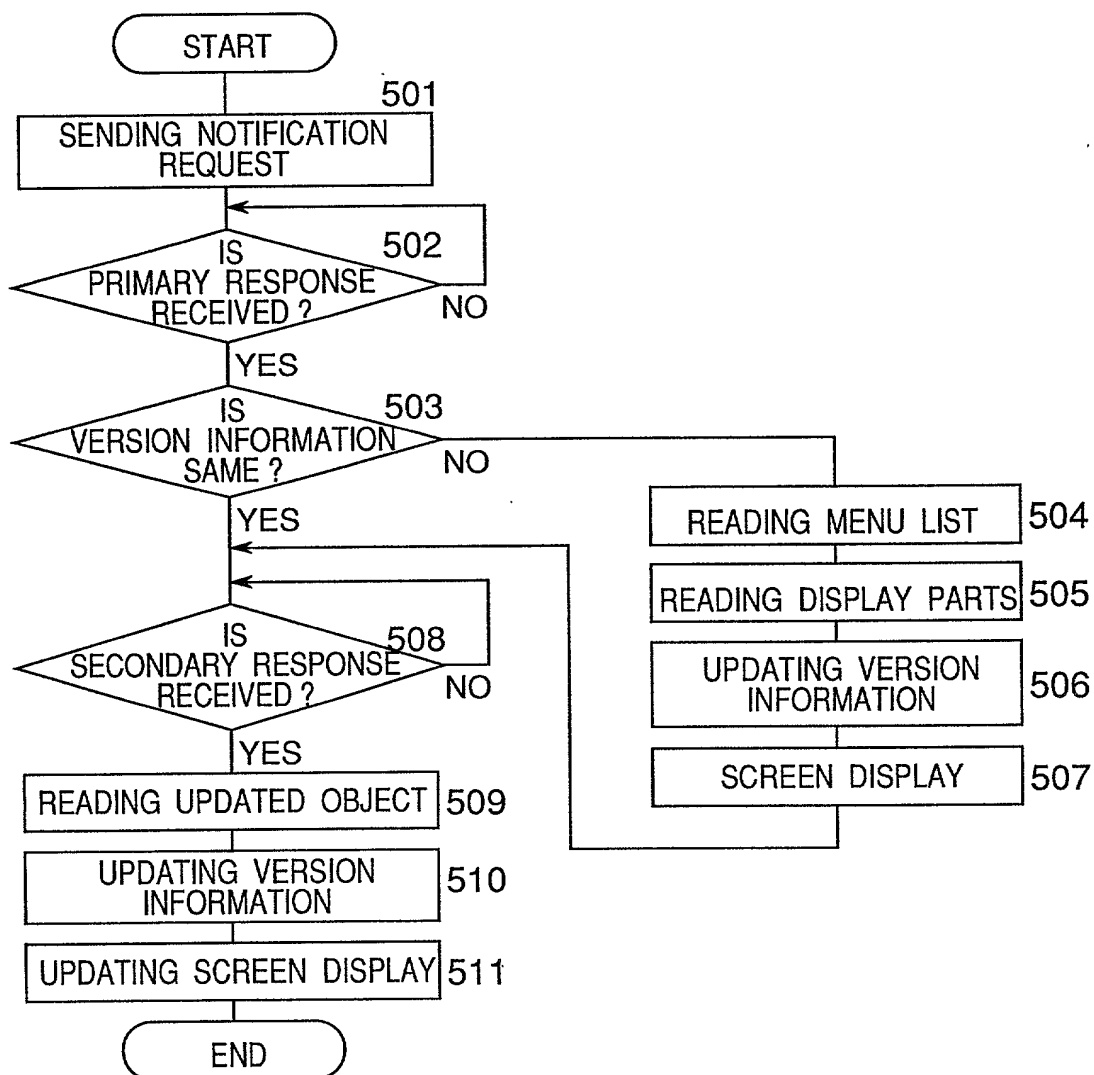 START
501
SENDING NOTIFICATION
REQUEST
IS
502
PRIMARY RESPONSE
RECEIVED ?
NO
YES
IS
503
VERSION INFORMATION
SAME ?
NO
YES
READING MENU LIST 504
READING DISPLAY PARTS 505
UPDATING VERSION
INFORMATION
506
SCREEN DISPLAY 507
IS
508
SECONDARY RESPONSE
RECEIVED ?
NO
YES
READING UPDATED OBJECT 509
UPDATING VERSION
INFORMATION
510
UPDATING SCREEN DISPLAY 511
END